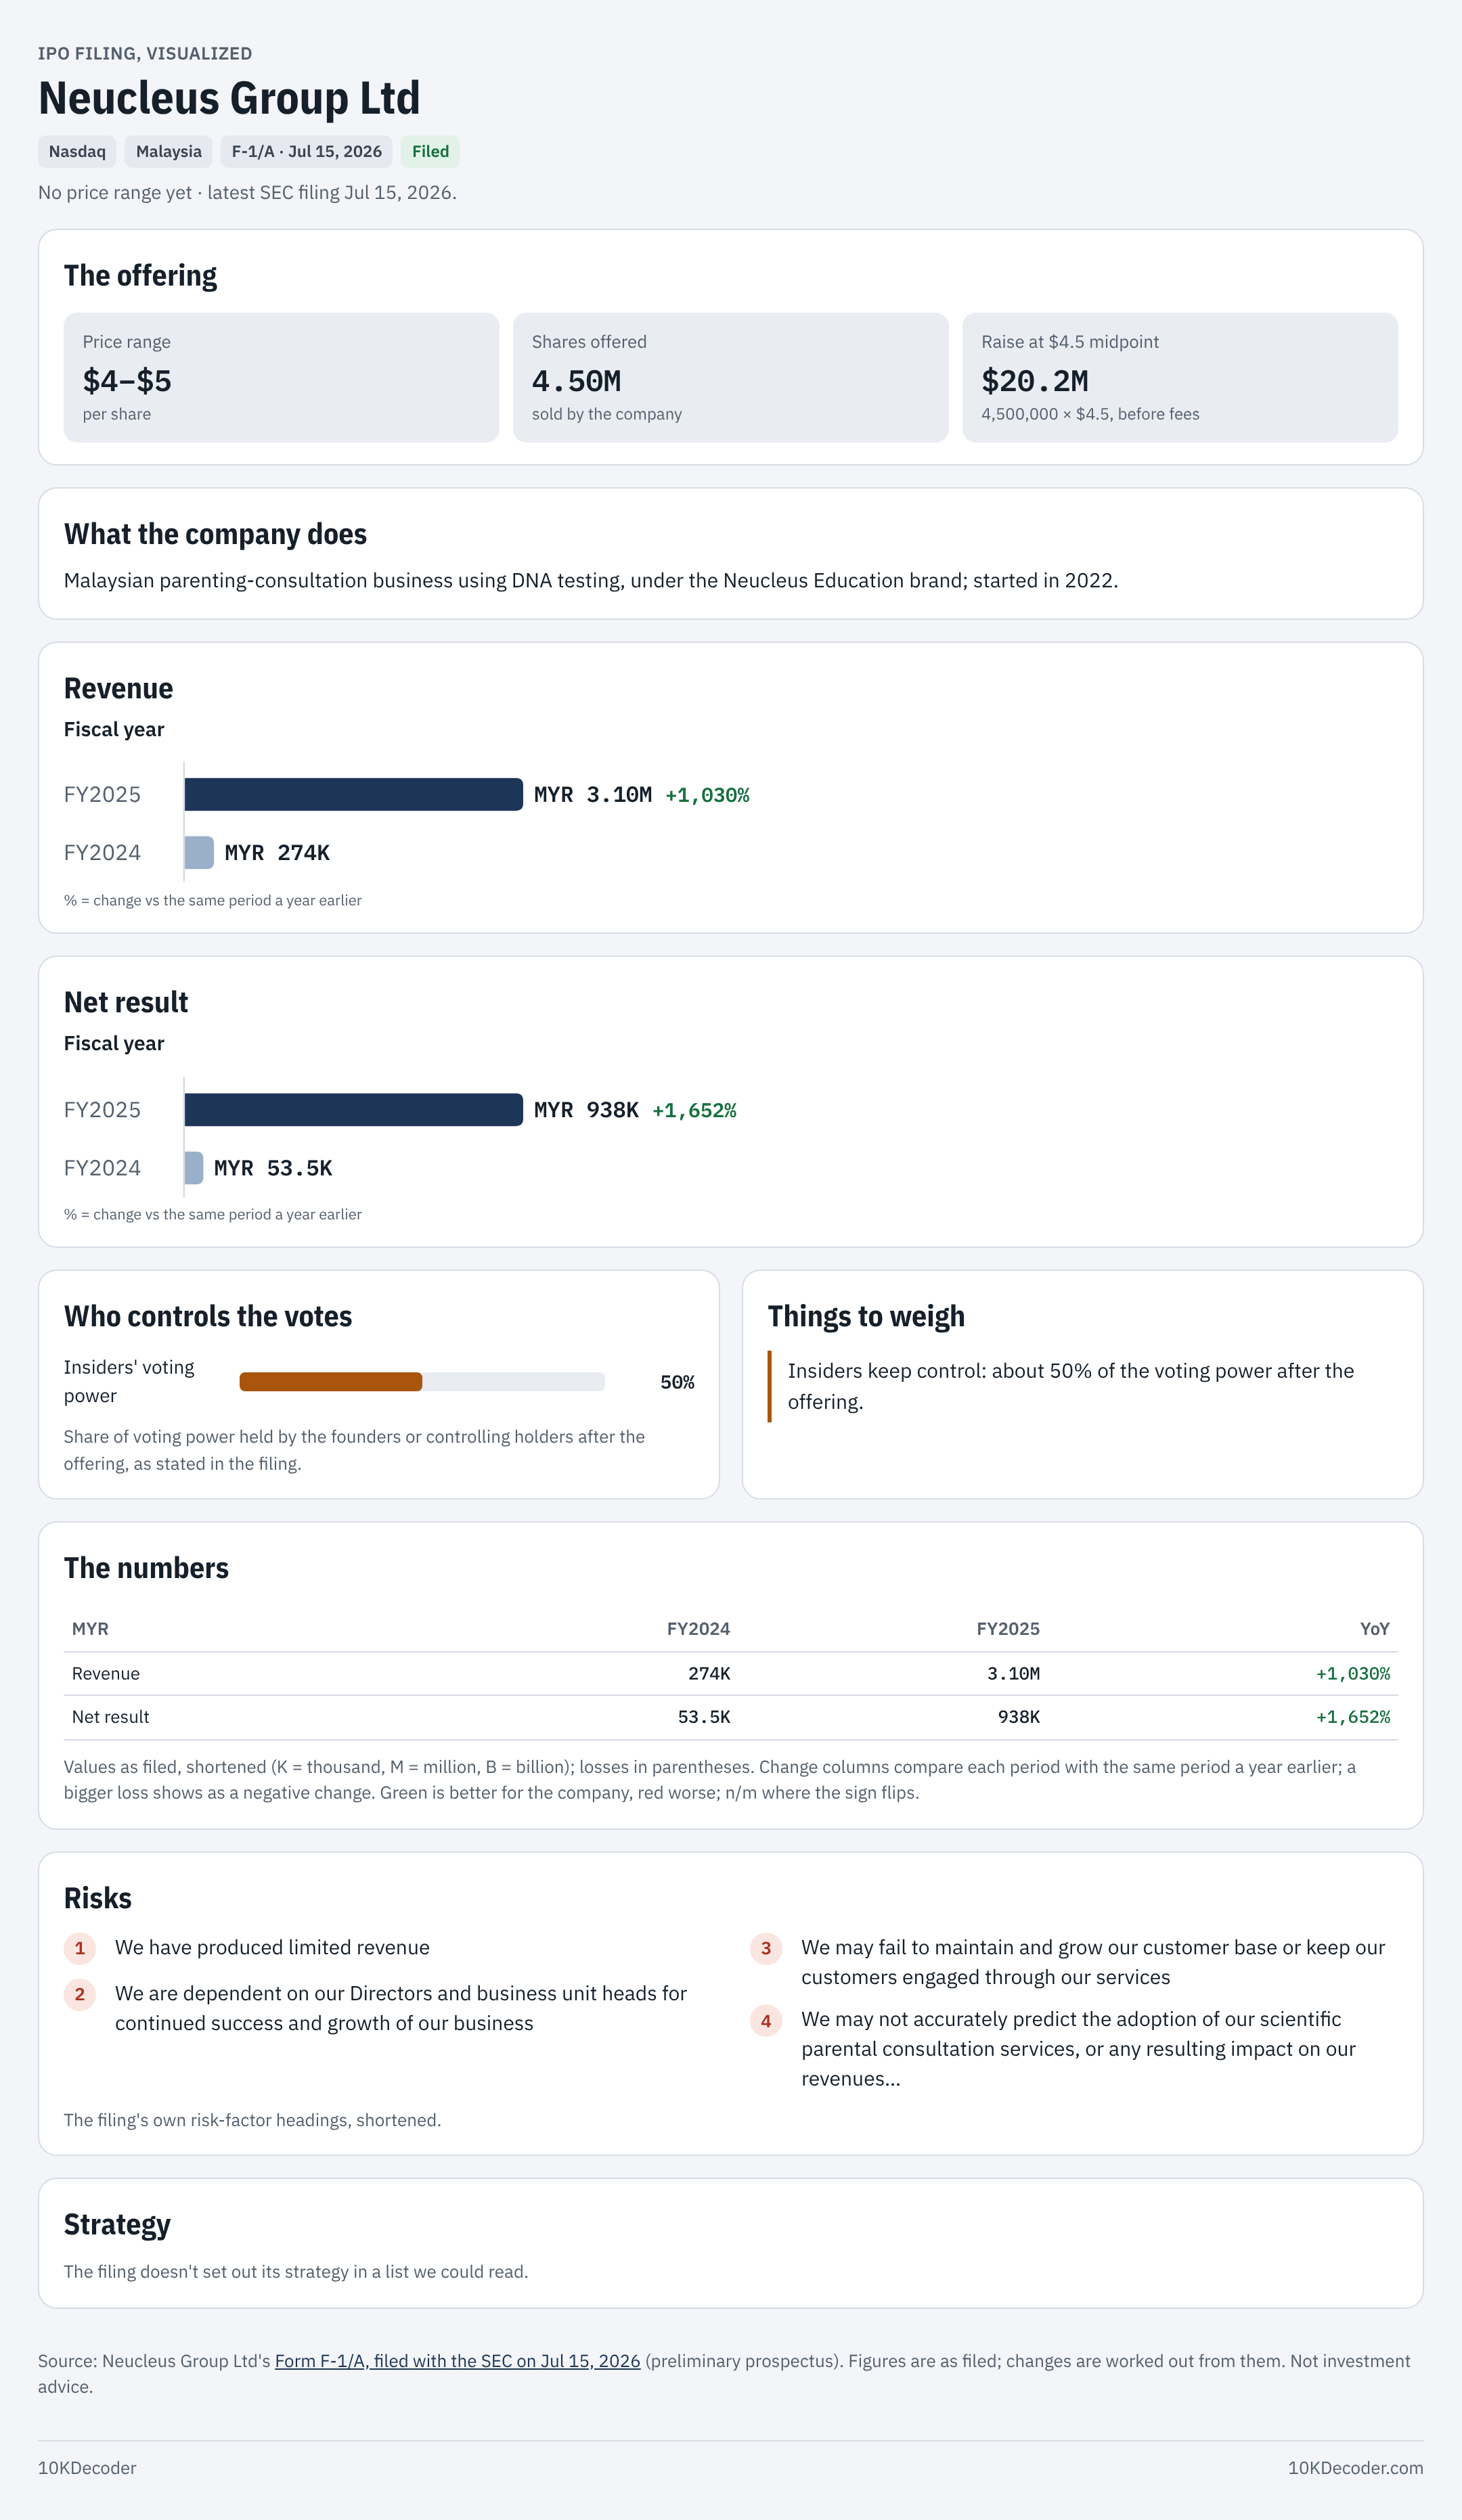 IPO FILING, VISUALIZED
Neucleus Group Ltd
Nasdaq Malaysia F-1/A · Jul 15, 2026 Filed
No price range yet · latest SEC filing Jul 15, 2026.
The offering
Price range
$4–$5
per share
Shares offered
4.50M
sold by the company
Raise at $4.5 midpoint
$20.2M
4,500,000 × $4.5, before fees
What the company does
Malaysian parenting-consultation business using DNA testing, under the Neucleus Education brand; started in 2022.
Revenue
Fiscal year
FY2025 MYR 3.10M +1,030%
FY2024 MYR 274K
% = change vs the same period a year earlier
Net result
Fiscal year
FY2025 MYR 938K +1,652%
FY2024 MYR 53.5K
% = change vs the same period a year earlier
Who controls the votes
Insiders' voting
power
50%
Share of voting power held by the founders or controlling holders after the
offering, as stated in the filing.
Things to weigh
Insiders keep control: about 50% of the voting power after the
offering.
The numbers
MYR FY2024 FY2025 YoY
Revenue 274K 3.10M +1,030%
Net result 53.5K 938K +1,652%
Values as filed, shortened (K = thousand, M = million, B = billion); losses in parentheses. Change columns compare each period with the same period a year earlier; a
bigger loss shows as a negative change. Green is better for the company, red worse; n/m where the sign flips.
Risks
1 We have produced limited revenue
2 We are dependent on our Directors and business unit heads for
continued success and growth of our business
3 We may fail to maintain and grow our customer base or keep our
customers engaged through our services
4 We may not accurately predict the adoption of our scientific
parental consultation services, or any resulting impact on our
revenues...
The filing's own risk-factor headings, shortened.
Strategy
The filing doesn't set out its strategy in a list we could read.
Source: Neucleus Group Ltd's Form F-1/A, filed with the SEC on Jul 15, 2026 (preliminary prospectus). Figures are as filed; changes are worked out from them. Not investment
advice.
10KDecoder 10KDecoder.com